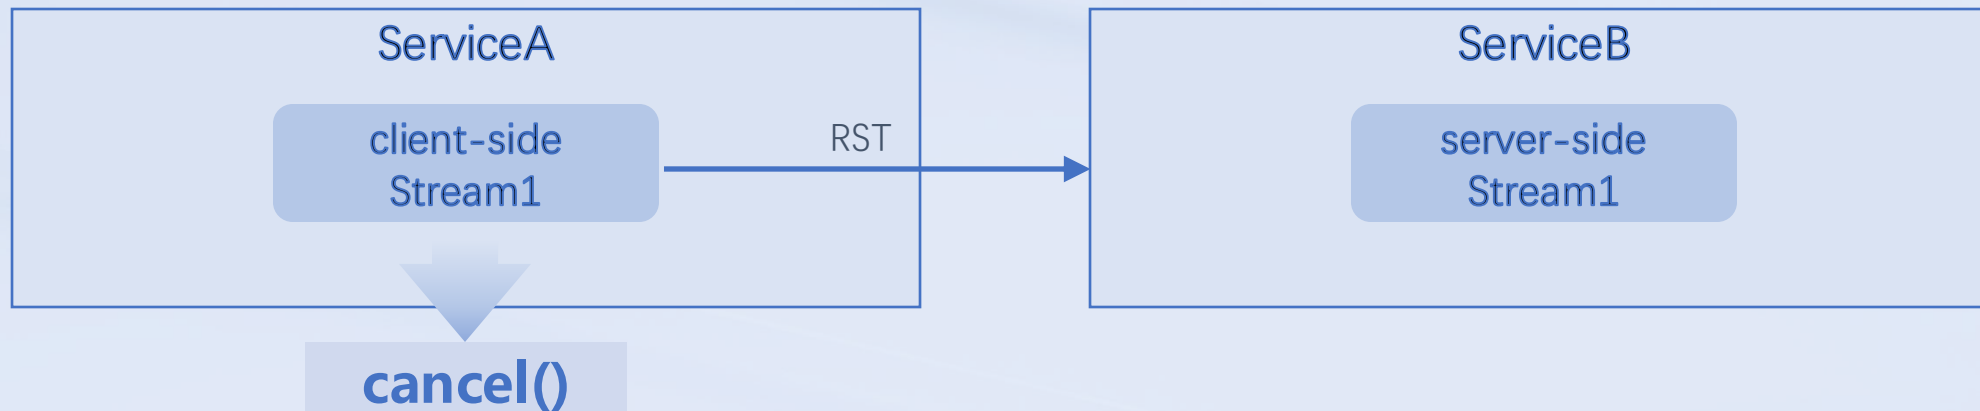 ServiceA
client-side
Stream1
RST
cancel()
ServiceB
server-side
Stream1